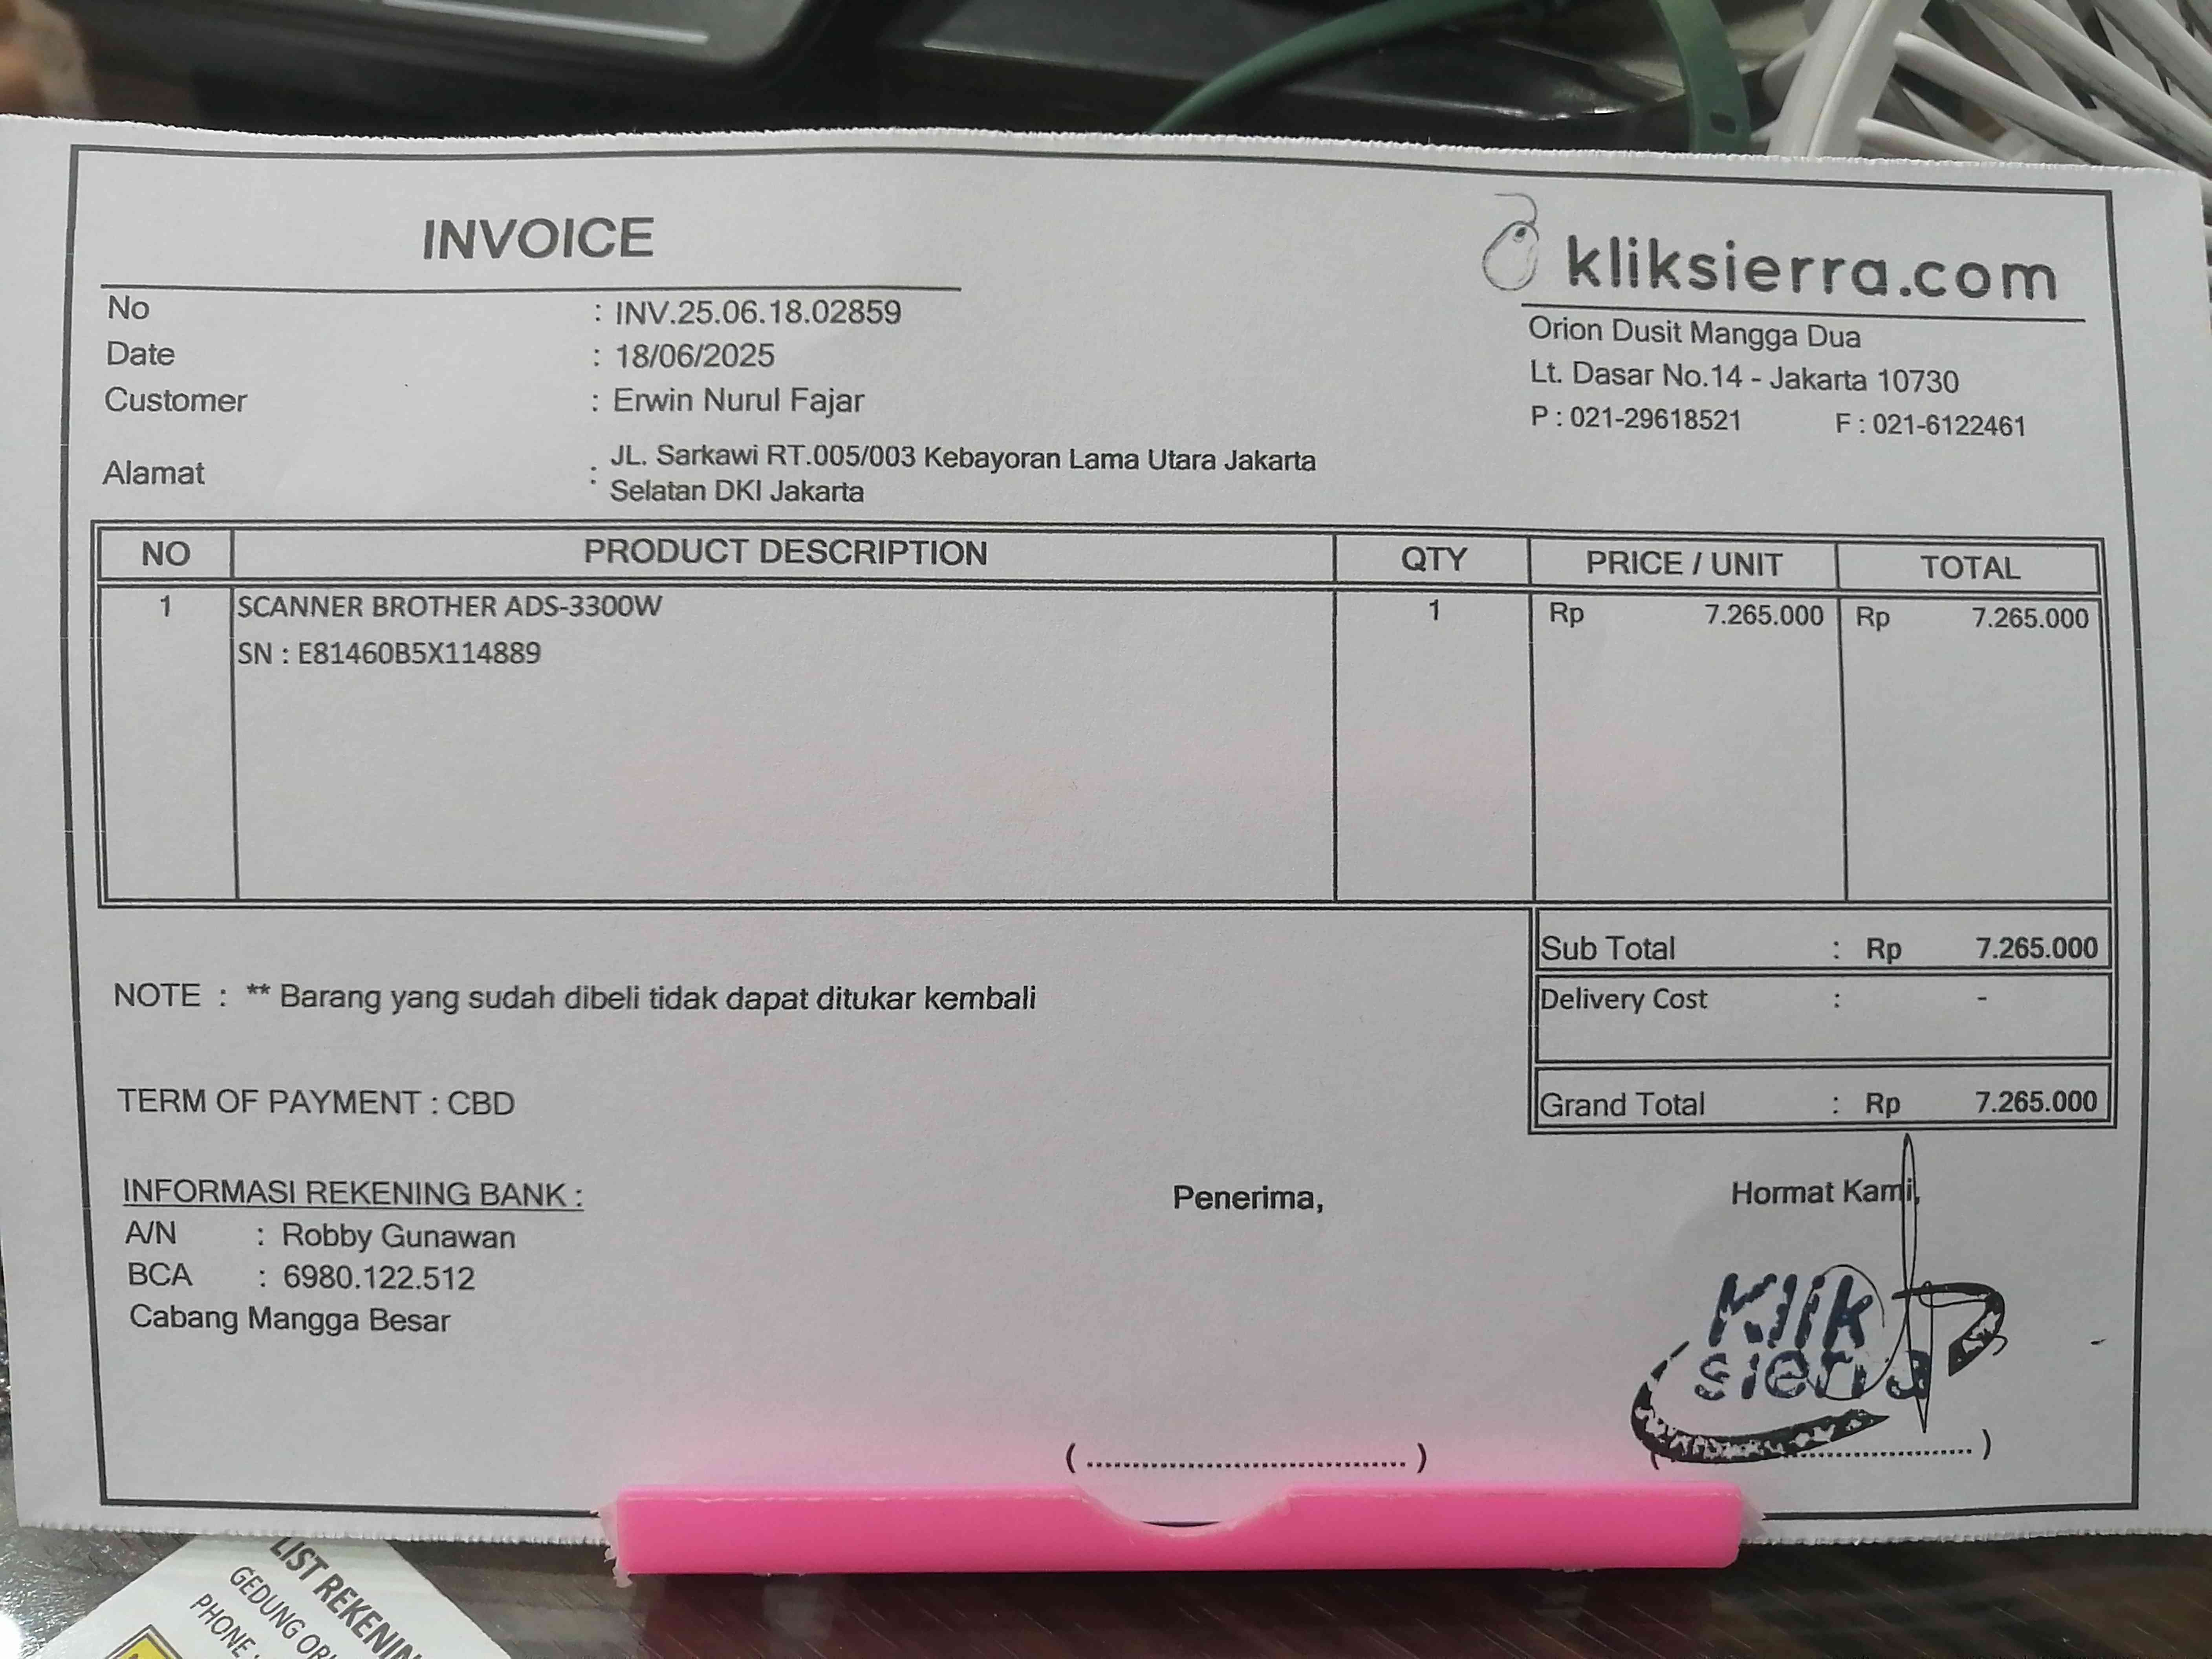 INVOICE
kliksierra.com
No : INV.25.06.18.02859
Date : 18/06/2025
Customer : Erwin Nurul Fajar
Alamat : JL. Sarkawi RT.005/003 Kebayoran Lama Utara Jakarta
Selatan DKI Jakarta
Orion Dusit Mangga Dua
Lt. Dasar No.14 - Jakarta 10730
P : 021-29618521 F : 021-6122461
NO PRODUCT DESCRIPTION QTY PRICE / UNIT TOTAL
1 SCANNER BROTHER ADS-3300W 1 Rp 7.265.000 Rp 7.265.000
SN : E81460B5X114889
Sub Total : Rp 7.265.000
NOTE : ** Barang yang sudah dibeli tidak dapat ditukar kembali
Delivery Cost : -
TERM OF PAYMENT : CBD
Grand Total : Rp 7.265.000
INFORMASI REKENING BANK :
A/N : Robby Gunawan
BCA : 6980.122.512
Cabang Mangga Besar
Penerima,
Hormat Kami,
Klik
sierra
(................................) (................................)
LIST
GEDUNG
PHONE